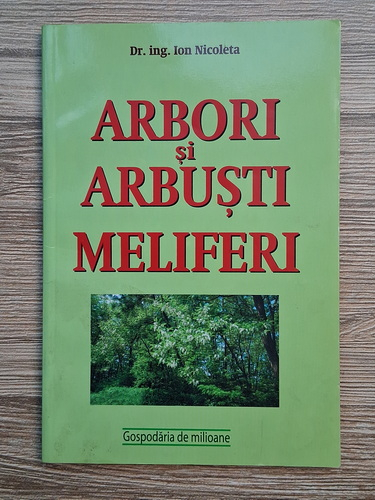 Dr. ing. Ion Nicoleta
ARBORI
și
ARBUȘTI
MELIFERI
Gospodăria de milioane